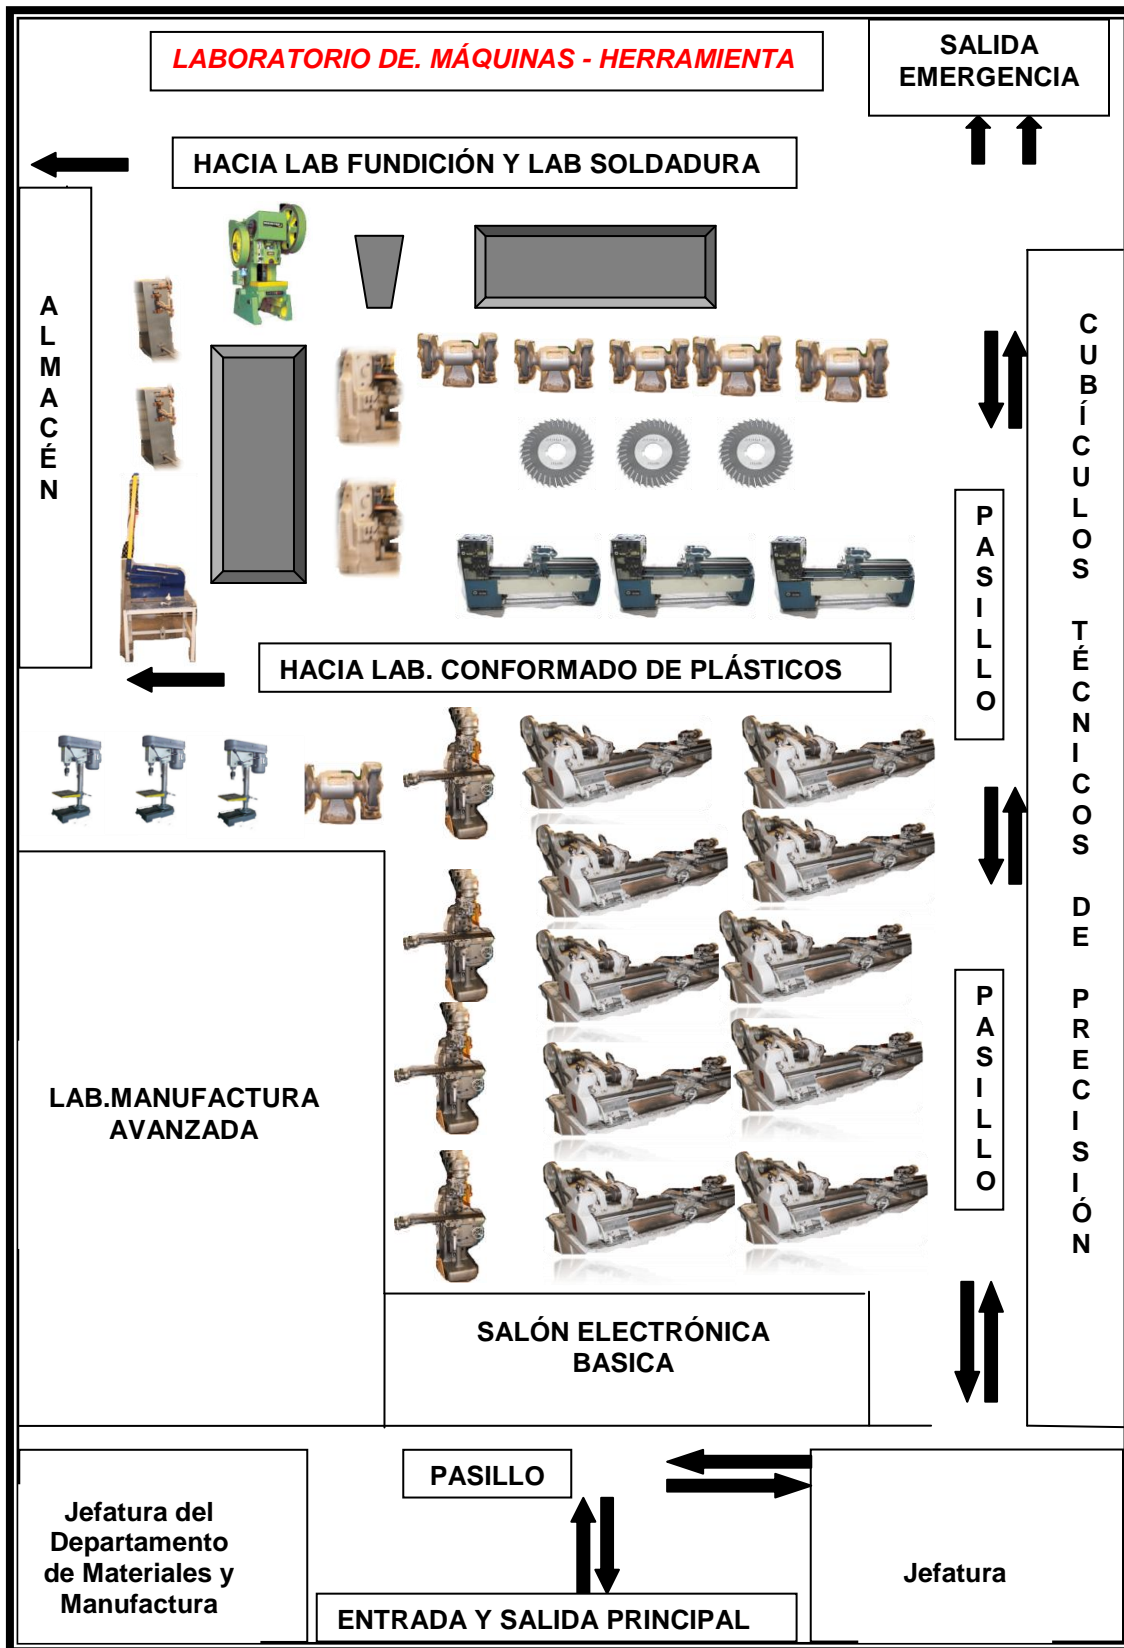 LABORATORIO DE. MÁQUINAS - HERRAMIENTA
SALIDA
EMERGENCIA
HACIA LAB FUNDICIÓN Y LAB SOLDADURA
ALMACÉN
CUBÍCULOS TÉCNICOS DE PRECISIÓN
PASILLO
HACIA LAB. CONFORMADO DE PLÁSTICOS
PASILLO
LAB.MANUFACTURA
AVANZADA
SALÓN ELECTRÓNICA
BASICA
PASILLO
Jefatura del
Departamento
de Materiales y
Manufactura
Jefatura
ENTRADA Y SALIDA PRINCIPAL